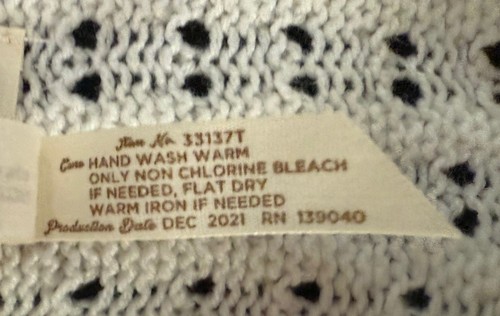 Item No. 33137T
Care HAND WASH WARM
ONLY NON CHLORINE BLEACH
IF NEEDED, FLAT DRY
WARM IRON IF NEEDED
Production Date DEC 2021 RN 139040